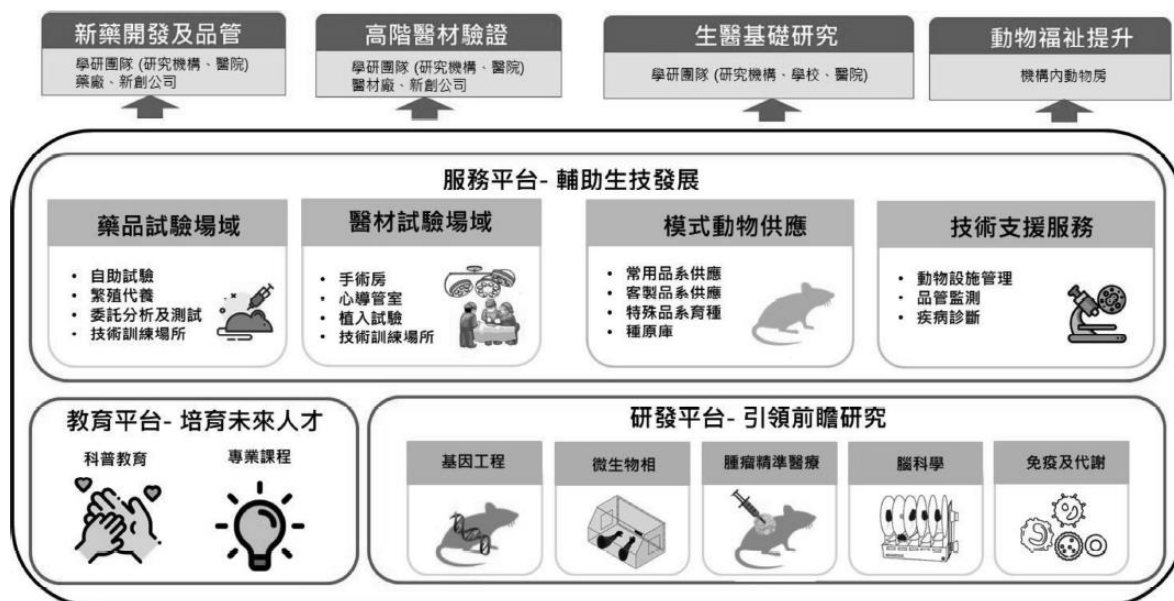 新藥開發及品管
學研團隊 (研究機構、醫院)
藥廠、新創公司
高階醫材驗證
學研團隊 (研究機構、醫院)
醫材廠、新創公司
生醫基礎研究
學研團隊 (研究機構、學校、醫院)
動物福祉提升
機構內動物房
服務平台- 輔助生技發展
藥品試驗場域
• 自助試驗
• 繁殖代養
• 委託分析及測試
• 技術訓練場所
醫材試驗場域
• 手術房
• 心導管室
• 植入試驗
• 技術訓練場所
模式動物供應
• 常用品系供應
• 客製品系供應
• 特殊品系育種
• 種原庫
技術支援服務
• 動物設施管理
• 品管監測
• 疾病診斷
教育平台- 培育未來人才
科普教育
專業課程
研發平台- 引領前瞻研究
基因工程
微生物相
腫瘤精準醫療
腦科學
免疫及代謝